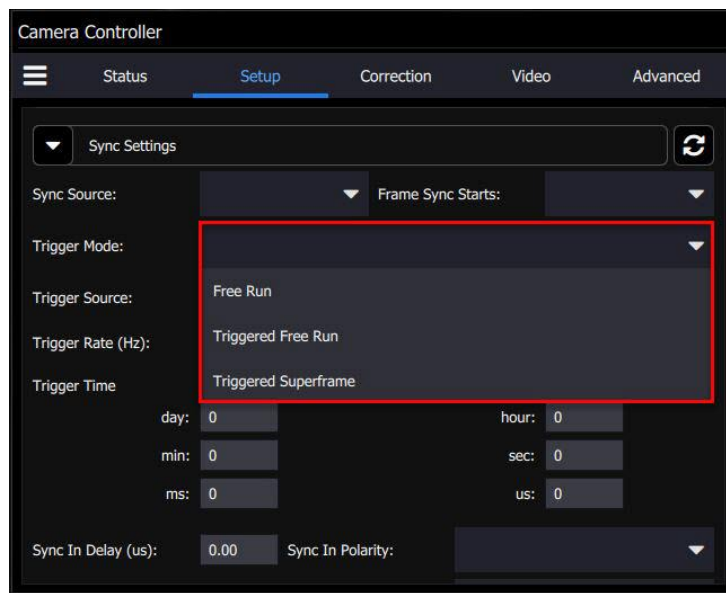 Camera Controller
Status Setup Correction Video Advanced
Sync Settings
Sync Source: Frame Sync Starts:
Trigger Mode:
Free Run
Trigger Source:
Triggered Free Run
Trigger Rate (Hz):
Triggered Superframe
Trigger Time
day: 0 hour: 0
min: 0 sec: 0
ms: 0 us: 0
Sync In Delay (us): 0.00 Sync In Polarity: